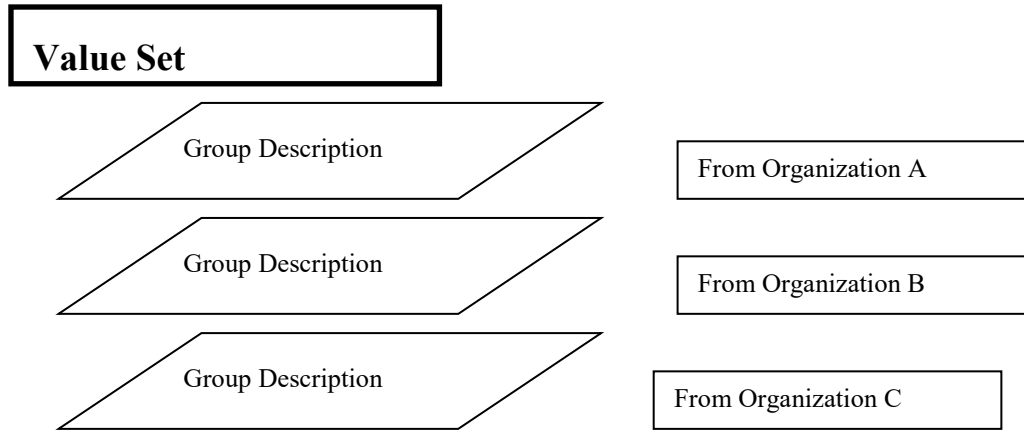 Value Set
Group Description
From Organization A
Group Description
From Organization B
Group Description
From Organization C